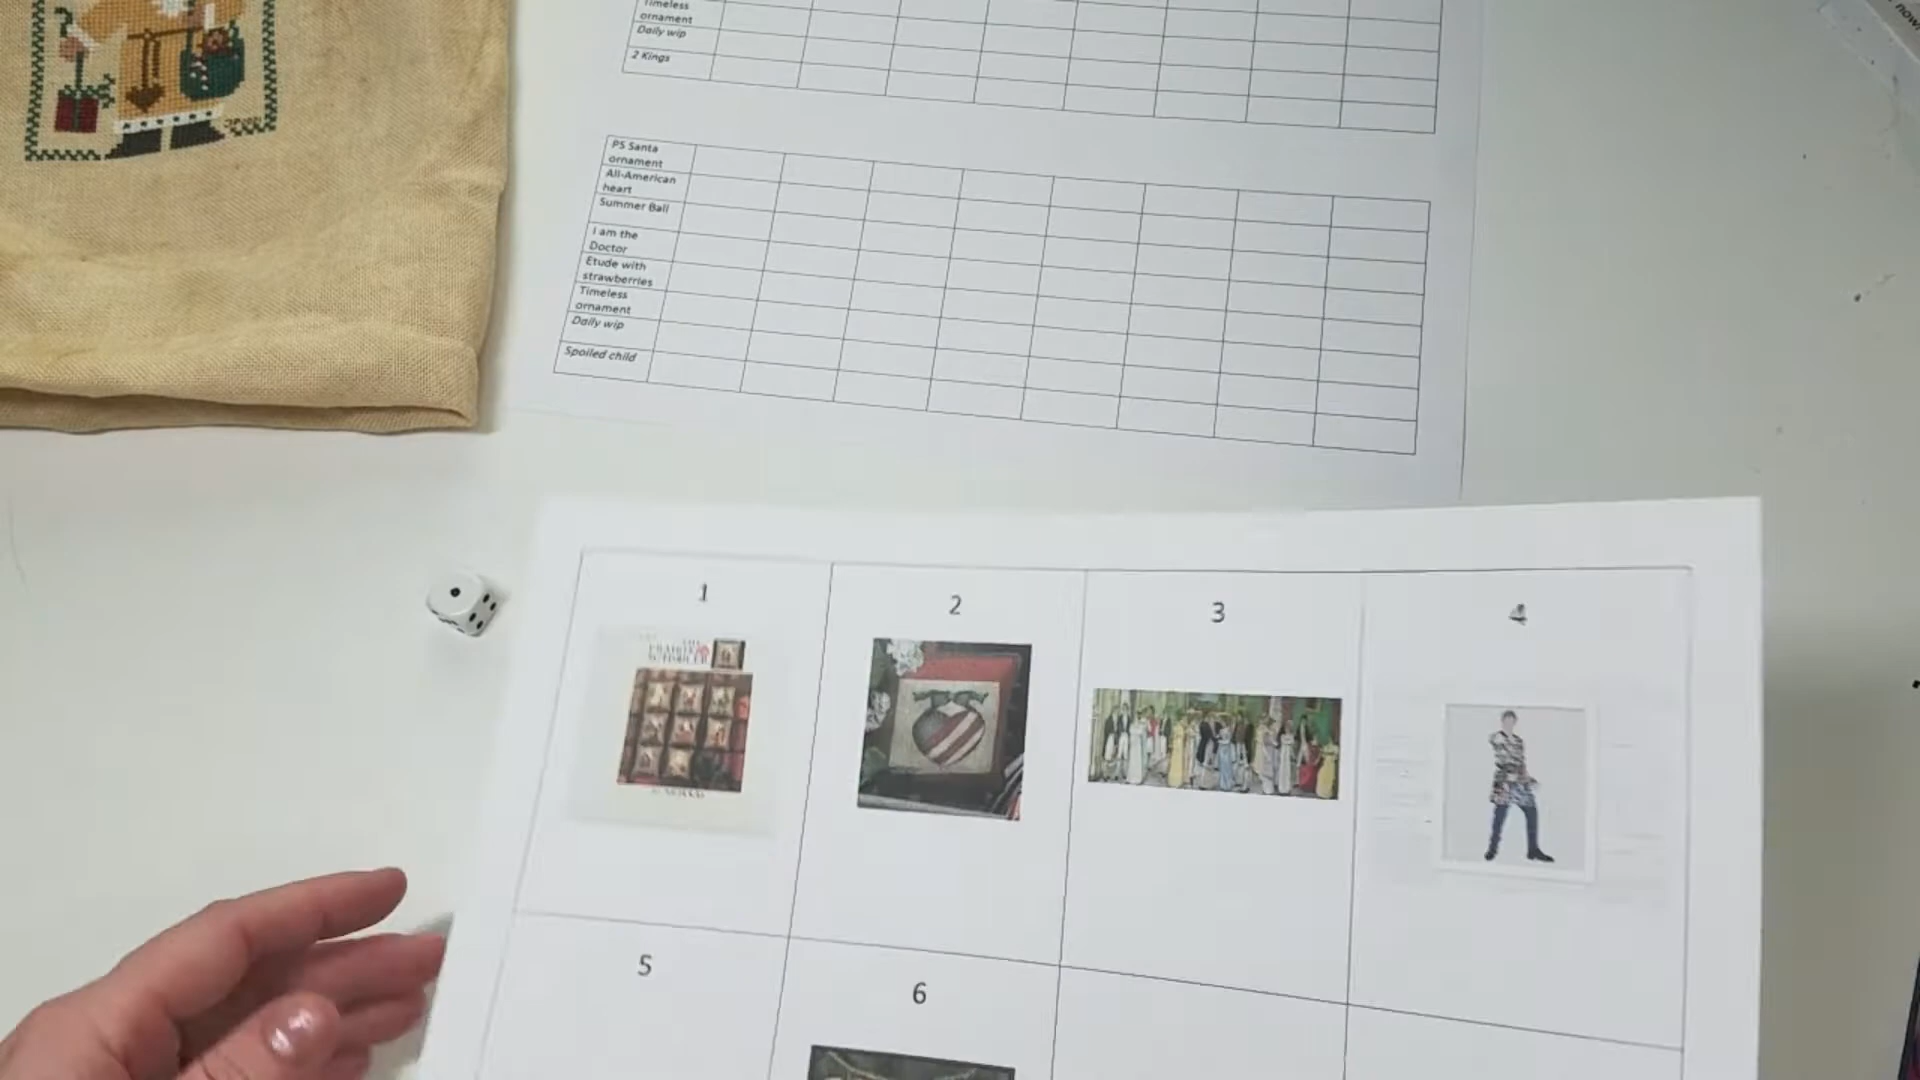 now
Timeless
ornament
Daily wip
2 Kings
PS Santa
ornament
All-American
heart
Summer Ball
I am the
Doctor
Etude with
strawberries
Timeless
ornament
Daily wip
Spoiled child
1
2
3
4
5
6